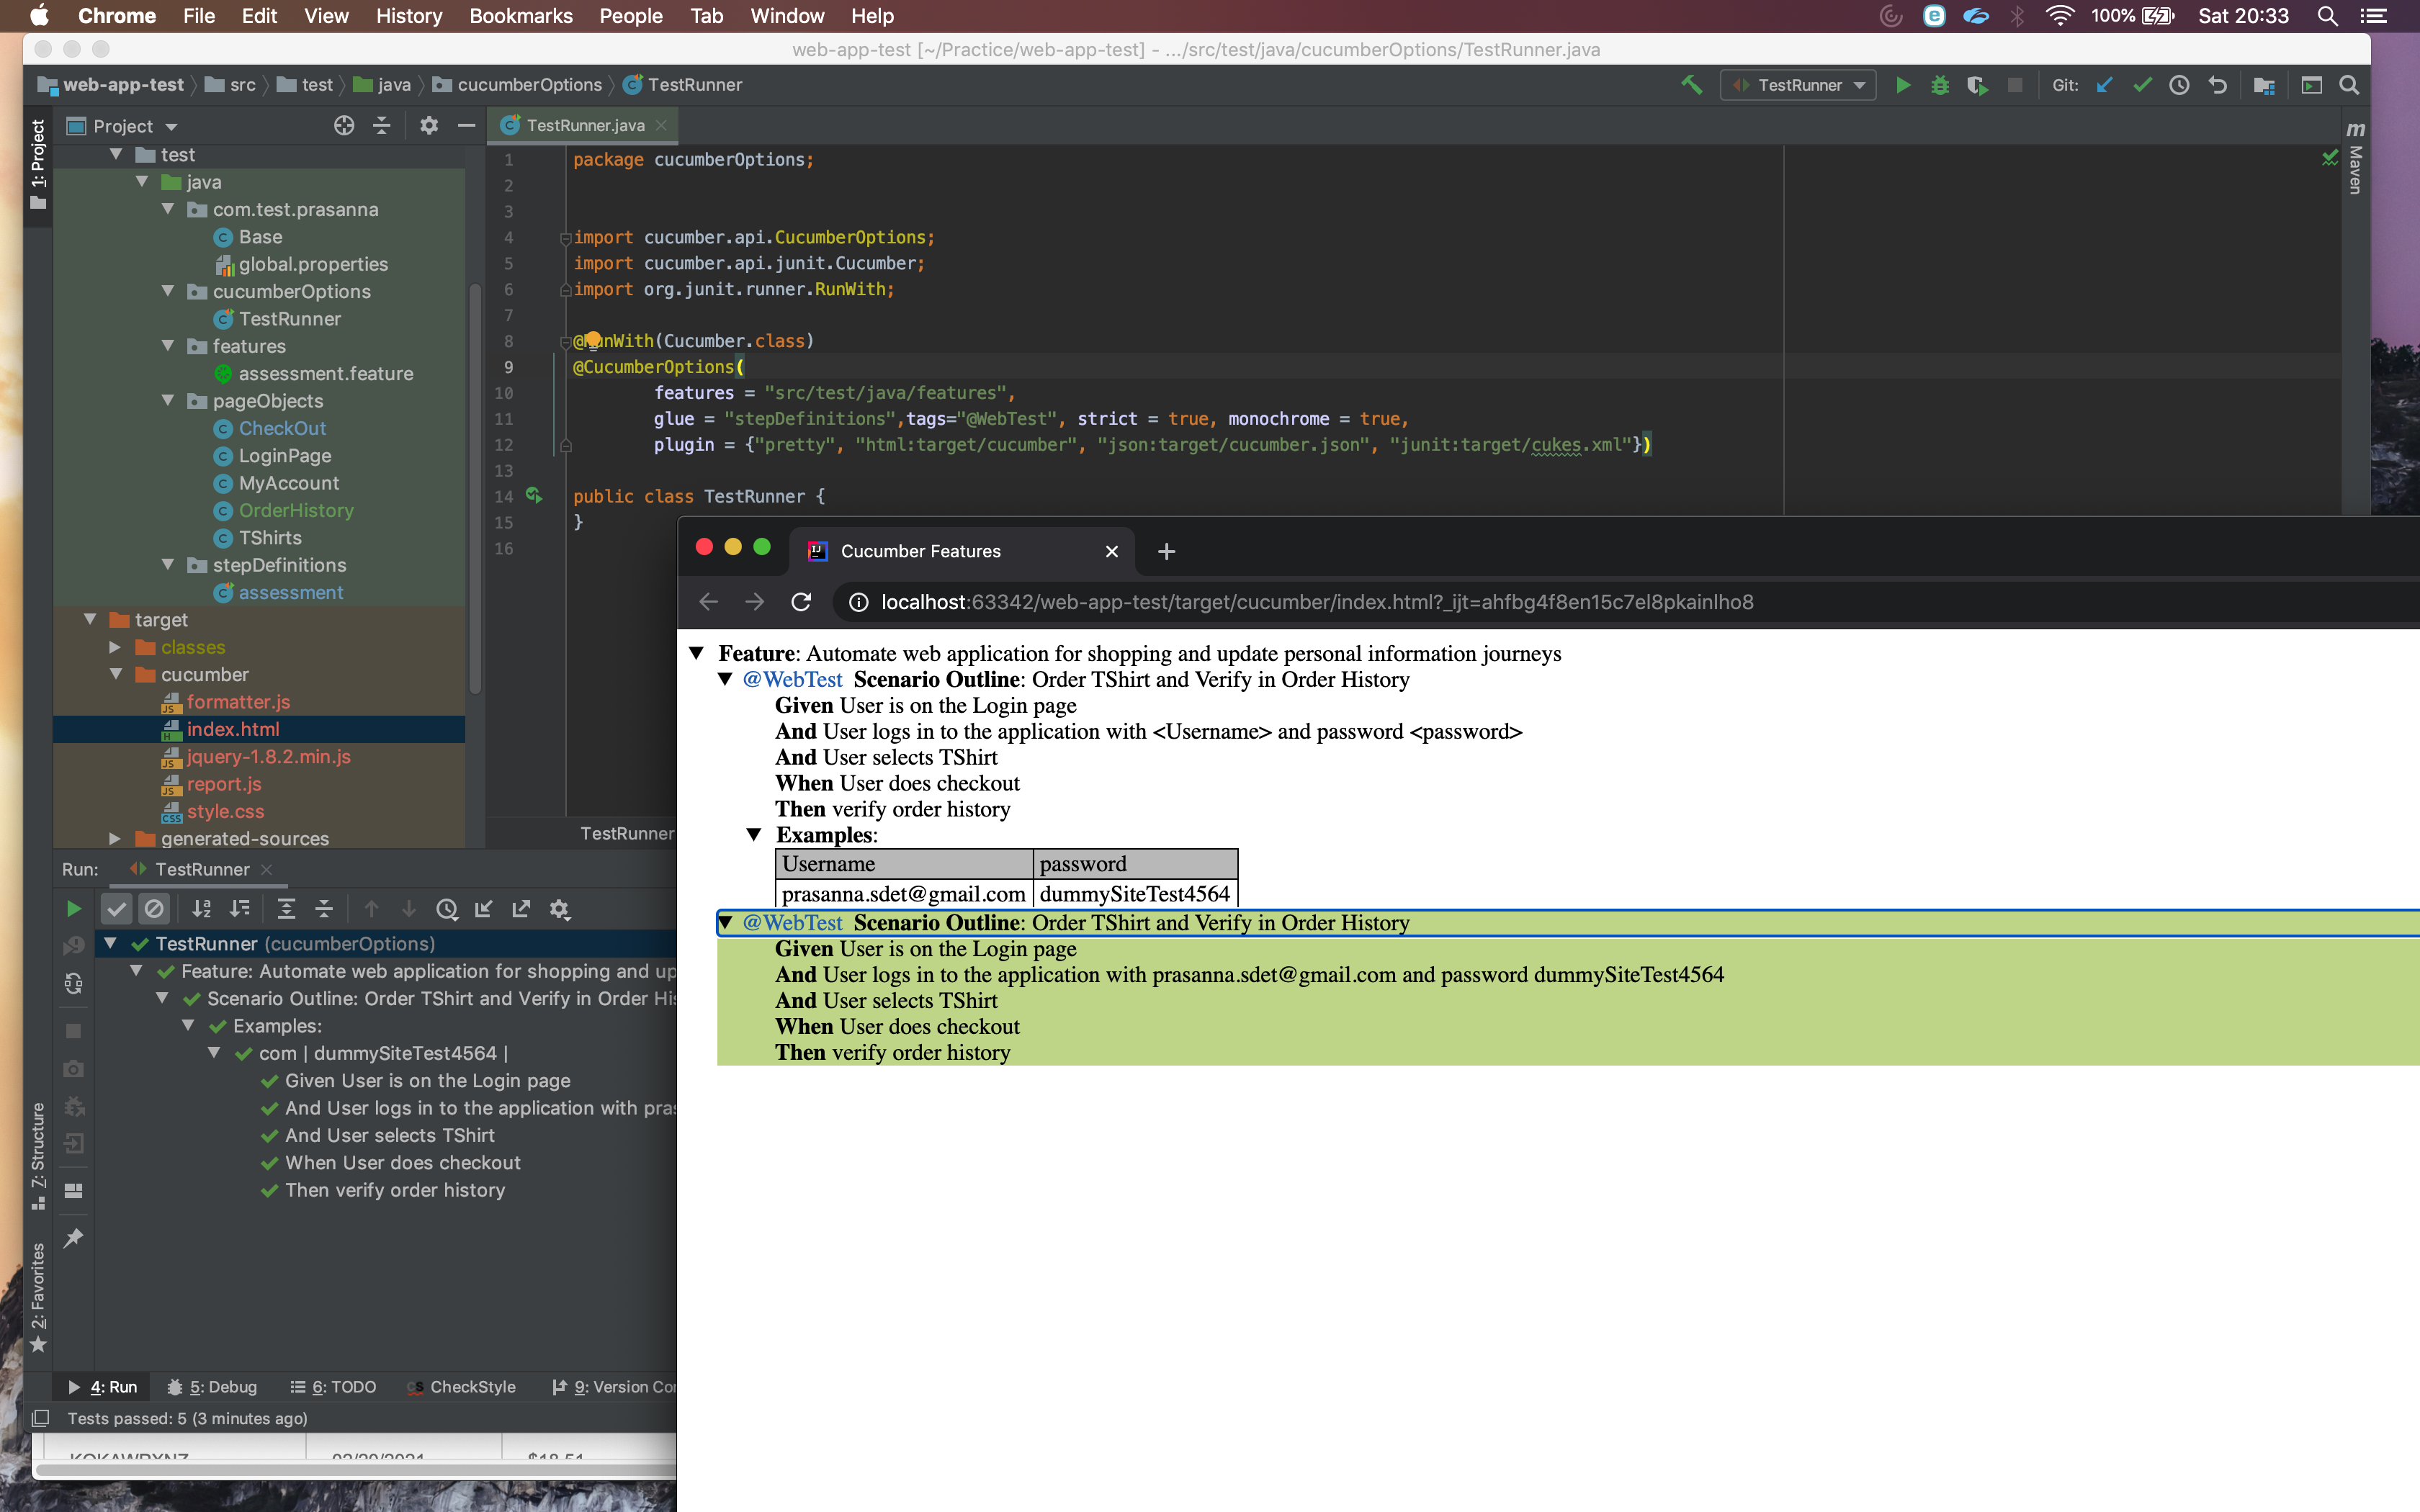 Chrome File Edit View History Bookmarks People Tab Window Help 100% Sat 20:33
web-app-test [~/Practice/web-app-test] - .../src/test/java/cucumberOptions/TestRunner.java
web-app-test src test java cucumberOptions TestRunner TestRunner Git:
1: Project
Project
TestRunner.java
Maven
test
java
com.test.prasanna
Base
global.properties
cucumberOptions
TestRunner
features
assessment.feature
pageObjects
CheckOut
LoginPage
MyAccount
OrderHistory
TShirts
stepDefinitions
assessment
target
classes
cucumber
formatter.js
index.html
jquery-1.8.2.min.js
report.js
style.css
generated-sources
1 package cucumberOptions;
2
3
4 import cucumber.api.CucumberOptions;
5 import cucumber.api.junit.Cucumber;
6 import org.junit.runner.RunWith;
7
8 @RunWith(Cucumber.class)
9 @CucumberOptions(
10 features = "src/test/java/features",
11 glue = "stepDefinitions",tags="@WebTest", strict = true, monochrome = true,
12 plugin = {"pretty", "html:target/cucumber", "json:target/cucumber.json", "junit:target/cukes.xml"})
13
14 public class TestRunner {
15 }
16
TestRunner
Cucumber Features
localhost:63342/web-app-test/target/cucumber/index.html?_ijt=ahfbg4f8en15c7el8pkainlho8
Feature: Automate web application for shopping and update personal information journeys
@WebTest Scenario Outline: Order TShirt and Verify in Order History
Given User is on the Login page
And User logs in to the application with <Username> and password <password>
And User selects TShirt
When User does checkout
Then verify order history
Examples:
Username password
prasanna.sdet@gmail.com dummySiteTest4564
@WebTest Scenario Outline: Order TShirt and Verify in Order History
Given User is on the Login page
And User logs in to the application with prasanna.sdet@gmail.com and password dummySiteTest4564
And User selects TShirt
When User does checkout
Then verify order history
Run: TestRunner
TestRunner (cucumberOptions)
Feature: Automate web application for shopping and up
Scenario Outline: Order TShirt and Verify in Order His
Examples:
com | dummySiteTest4564 |
Given User is on the Login page
And User logs in to the application with pras
And User selects TShirt
When User does checkout
Then verify order history
7: Structure
2: Favorites
4: Run 5: Debug 6: TODO CheckStyle 9: Version Con
Tests passed: 5 (3 minutes ago)